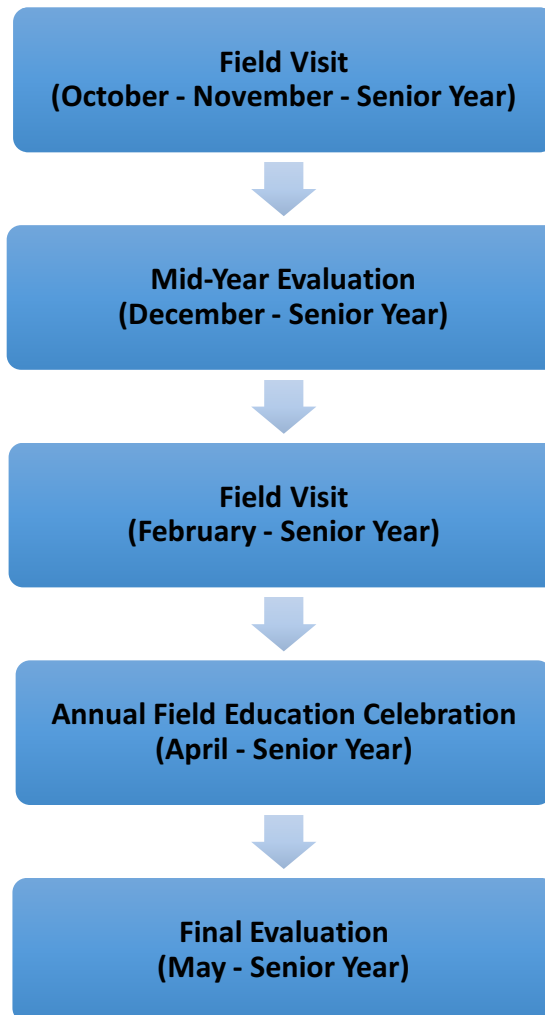 Field Visit
(October - November - Senior Year)
Mid-Year Evaluation
(December - Senior Year)
Field Visit
(February - Senior Year)
Annual Field Education Celebration
(April - Senior Year)
Final Evaluation
(May - Senior Year)